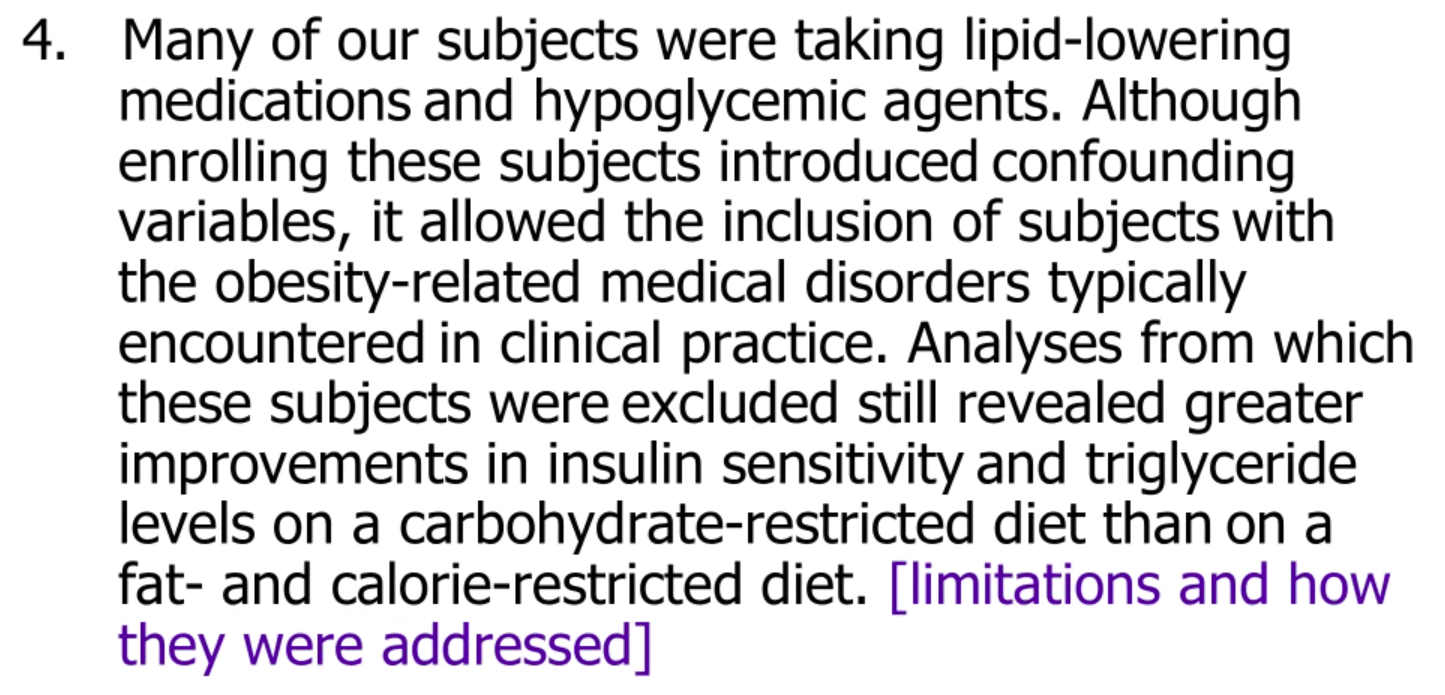 4. Many of our subjects were taking lipid-lowering
medications and hypoglycemic agents. Although
enrolling these subjects introduced confounding
variables, it allowed the inclusion of subjects with
the obesity-related medical disorders typically
encountered in clinical practice. Analyses from which
these subjects were excluded still revealed greater
improvements in insulin sensitivity and triglyceride
levels on a carbohydrate-restricted diet than on a
fat- and calorie-restricted diet. [limitations and how
they were addressed]